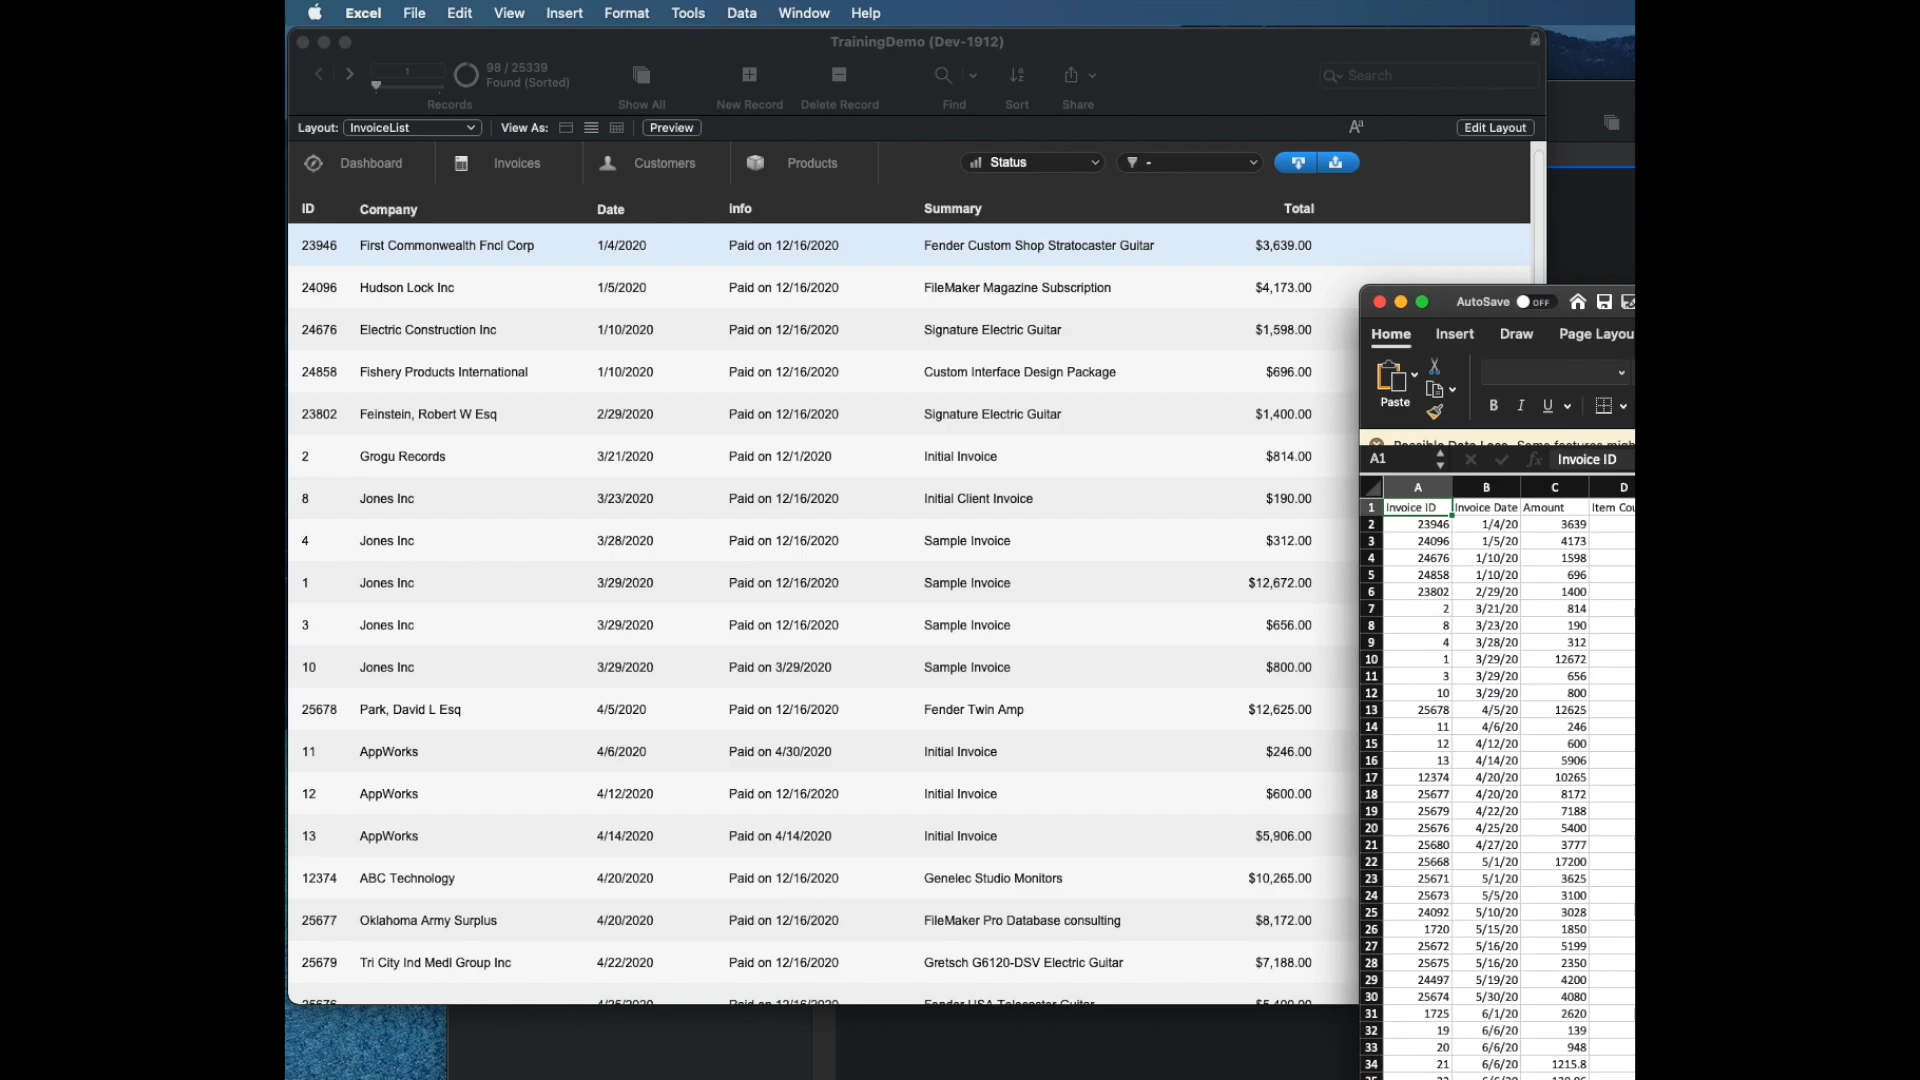 Excel File Edit View Insert Format Tools Data Window Help
TrainingDemo (Dev-1912)
1
98 / 25339
Found (Sorted)
Search
Records Show All New Record Delete Record Find Sort Share
Layout: InvoiceList View As: Preview Edit Layout
Dashboard Invoices Customers Products Status -
ID Company Date Info Summary Total
23946 First Commonwealth Fncl Corp 1/4/2020 Paid on 12/16/2020 Fender Custom Shop Stratocaster Guitar $3,639.00
24096 Hudson Lock Inc 1/5/2020 Paid on 12/16/2020 FileMaker Magazine Subscription $4,173.00
24676 Electric Construction Inc 1/10/2020 Paid on 12/16/2020 Signature Electric Guitar $1,598.00
24858 Fishery Products International 1/10/2020 Paid on 12/16/2020 Custom Interface Design Package $696.00
23802 Feinstein, Robert W Esq 2/29/2020 Paid on 12/16/2020 Signature Electric Guitar $1,400.00
2 Grogu Records 3/21/2020 Paid on 12/1/2020 Initial Invoice $814.00
8 Jones Inc 3/23/2020 Paid on 12/16/2020 Initial Client Invoice $190.00
4 Jones Inc 3/28/2020 Paid on 12/16/2020 Sample Invoice $312.00
1 Jones Inc 3/29/2020 Paid on 12/16/2020 Sample Invoice $12,672.00
3 Jones Inc 3/29/2020 Paid on 12/16/2020 Sample Invoice $656.00
10 Jones Inc 3/29/2020 Paid on 3/29/2020 Sample Invoice $800.00
25678 Park, David L Esq 4/5/2020 Paid on 12/16/2020 Fender Twin Amp $12,625.00
11 AppWorks 4/6/2020 Paid on 4/30/2020 Initial Invoice $246.00
12 AppWorks 4/12/2020 Paid on 12/16/2020 Initial Invoice $600.00
13 AppWorks 4/14/2020 Paid on 4/14/2020 Initial Invoice $5,906.00
12374 ABC Technology 4/20/2020 Paid on 12/16/2020 Genelec Studio Monitors $10,265.00
25677 Oklahoma Army Surplus 4/20/2020 Paid on 12/16/2020 FileMaker Pro Database consulting $8,172.00
25679 Tri City Ind Medl Group Inc 4/22/2020 Paid on 12/16/2020 Gretsch G6120-DSV Electric Guitar $7,188.00
25676 4/25/2020 Paid on 12/16/2020 Fender USA Telecaster Guitar $5,400.00
AutoSave OFF
Home Insert Draw Page Layou
Paste B I U
Possible Data Loss Some features migh
A1 fx Invoice ID
A B C D
1 Invoice ID Invoice Date Amount Item Cou
2 23946 1/4/20 3639
3 24096 1/5/20 4173
4 24676 1/10/20 1598
5 24858 1/10/20 696
6 23802 2/29/20 1400
7 2 3/21/20 814
8 8 3/23/20 190
9 4 3/28/20 312
10 1 3/29/20 12672
11 3 3/29/20 656
12 10 3/29/20 800
13 25678 4/5/20 12625
14 11 4/6/20 246
15 12 4/12/20 600
16 13 4/14/20 5906
17 12374 4/20/20 10265
18 25677 4/20/20 8172
19 25679 4/22/20 7188
20 25676 4/25/20 5400
21 25680 4/27/20 3777
22 25668 5/1/20 17200
23 25671 5/1/20 3625
24 25673 5/5/20 3100
25 24092 5/10/20 3028
26 1720 5/15/20 1850
27 25672 5/16/20 5199
28 25675 5/16/20 2350
29 24497 5/19/20 4200
30 25674 5/30/20 4080
31 1725 6/1/20 2620
32 19 6/6/20 139
33 20 6/6/20 948
34 21 6/6/20 1215.8